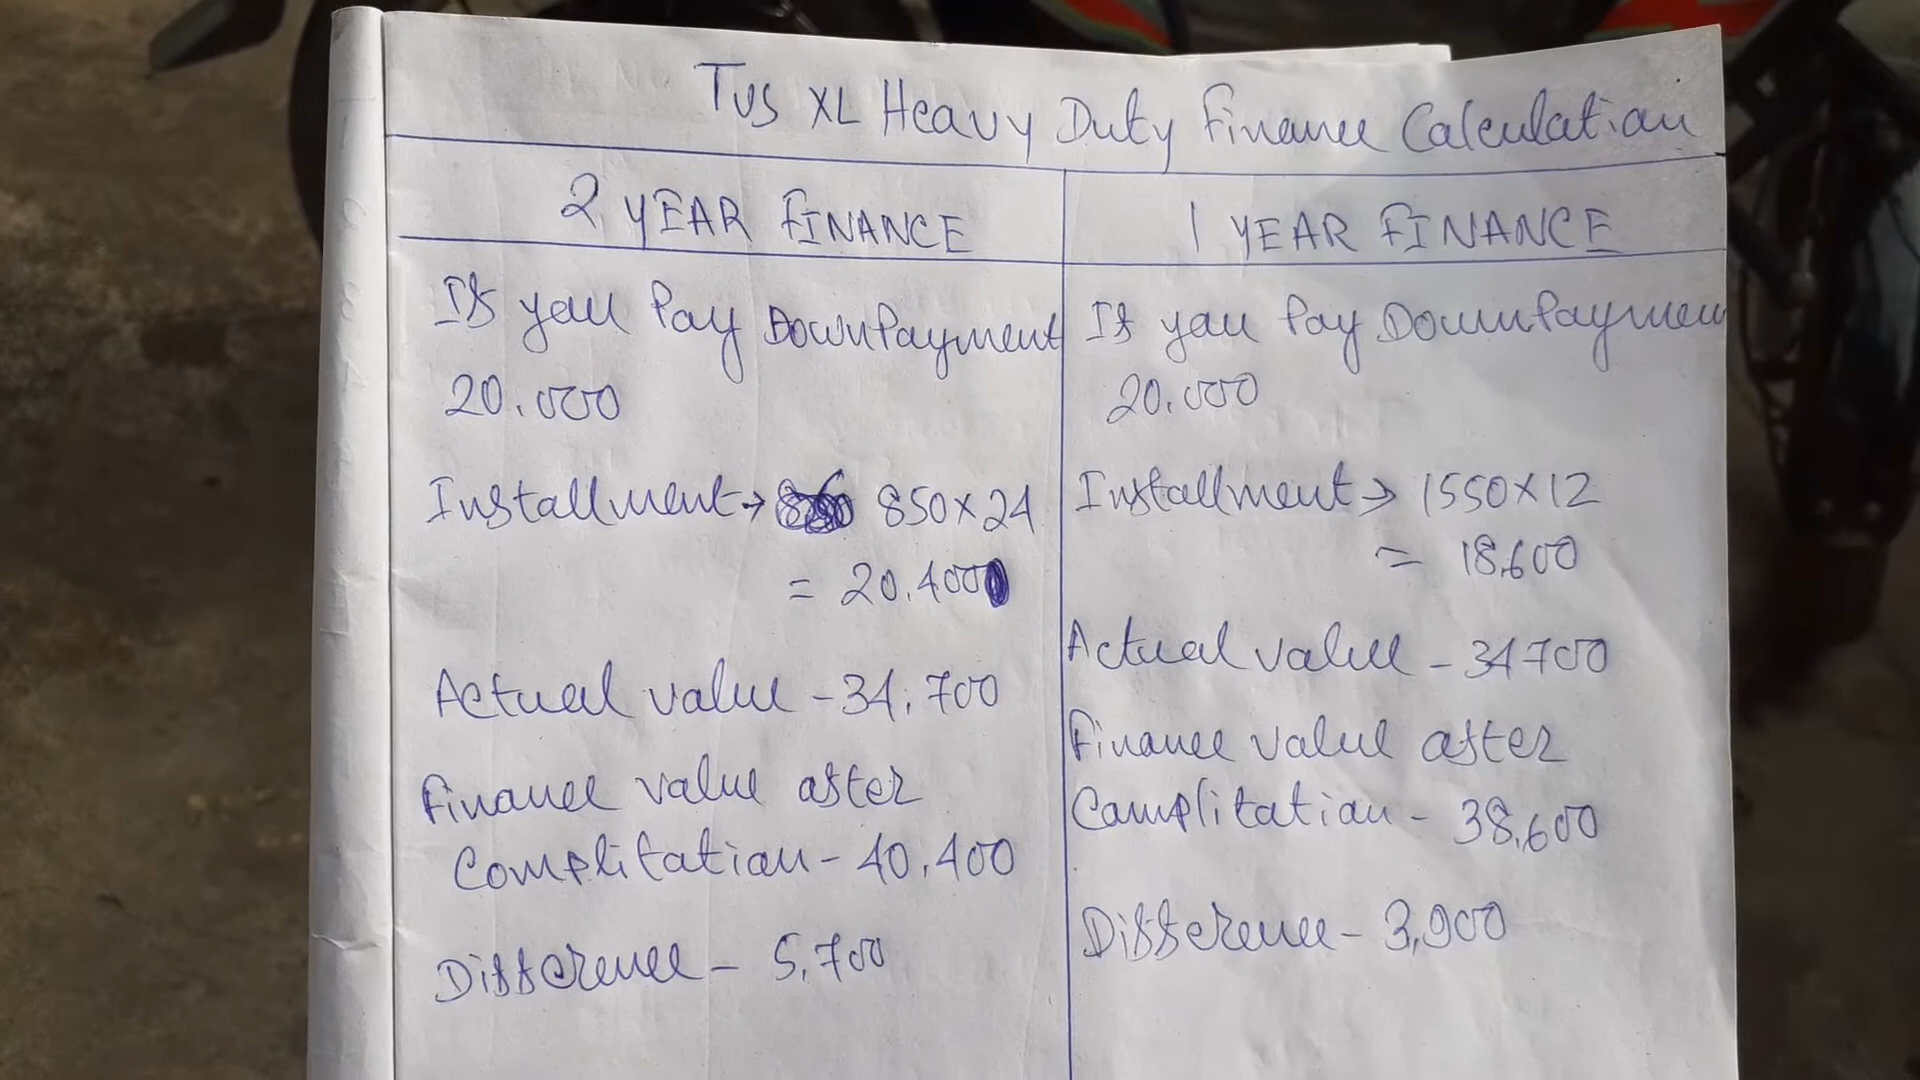 TVS XL Heavy Duty Finance Calculation
2 YEAR FINANCE
If you Pay DownPayment
20.000
Installment → 850×24
= 20.400
Actual value - 34.700
Finance value after
Complitation - 40.400
Difference - 5.700
1 YEAR FINANCE
If you Pay DownPaymen
20.000
Installment → 1550×12
= 18,600
Actual value - 34700
Finance value after
Complitation - 38,600
Difference - 3,900